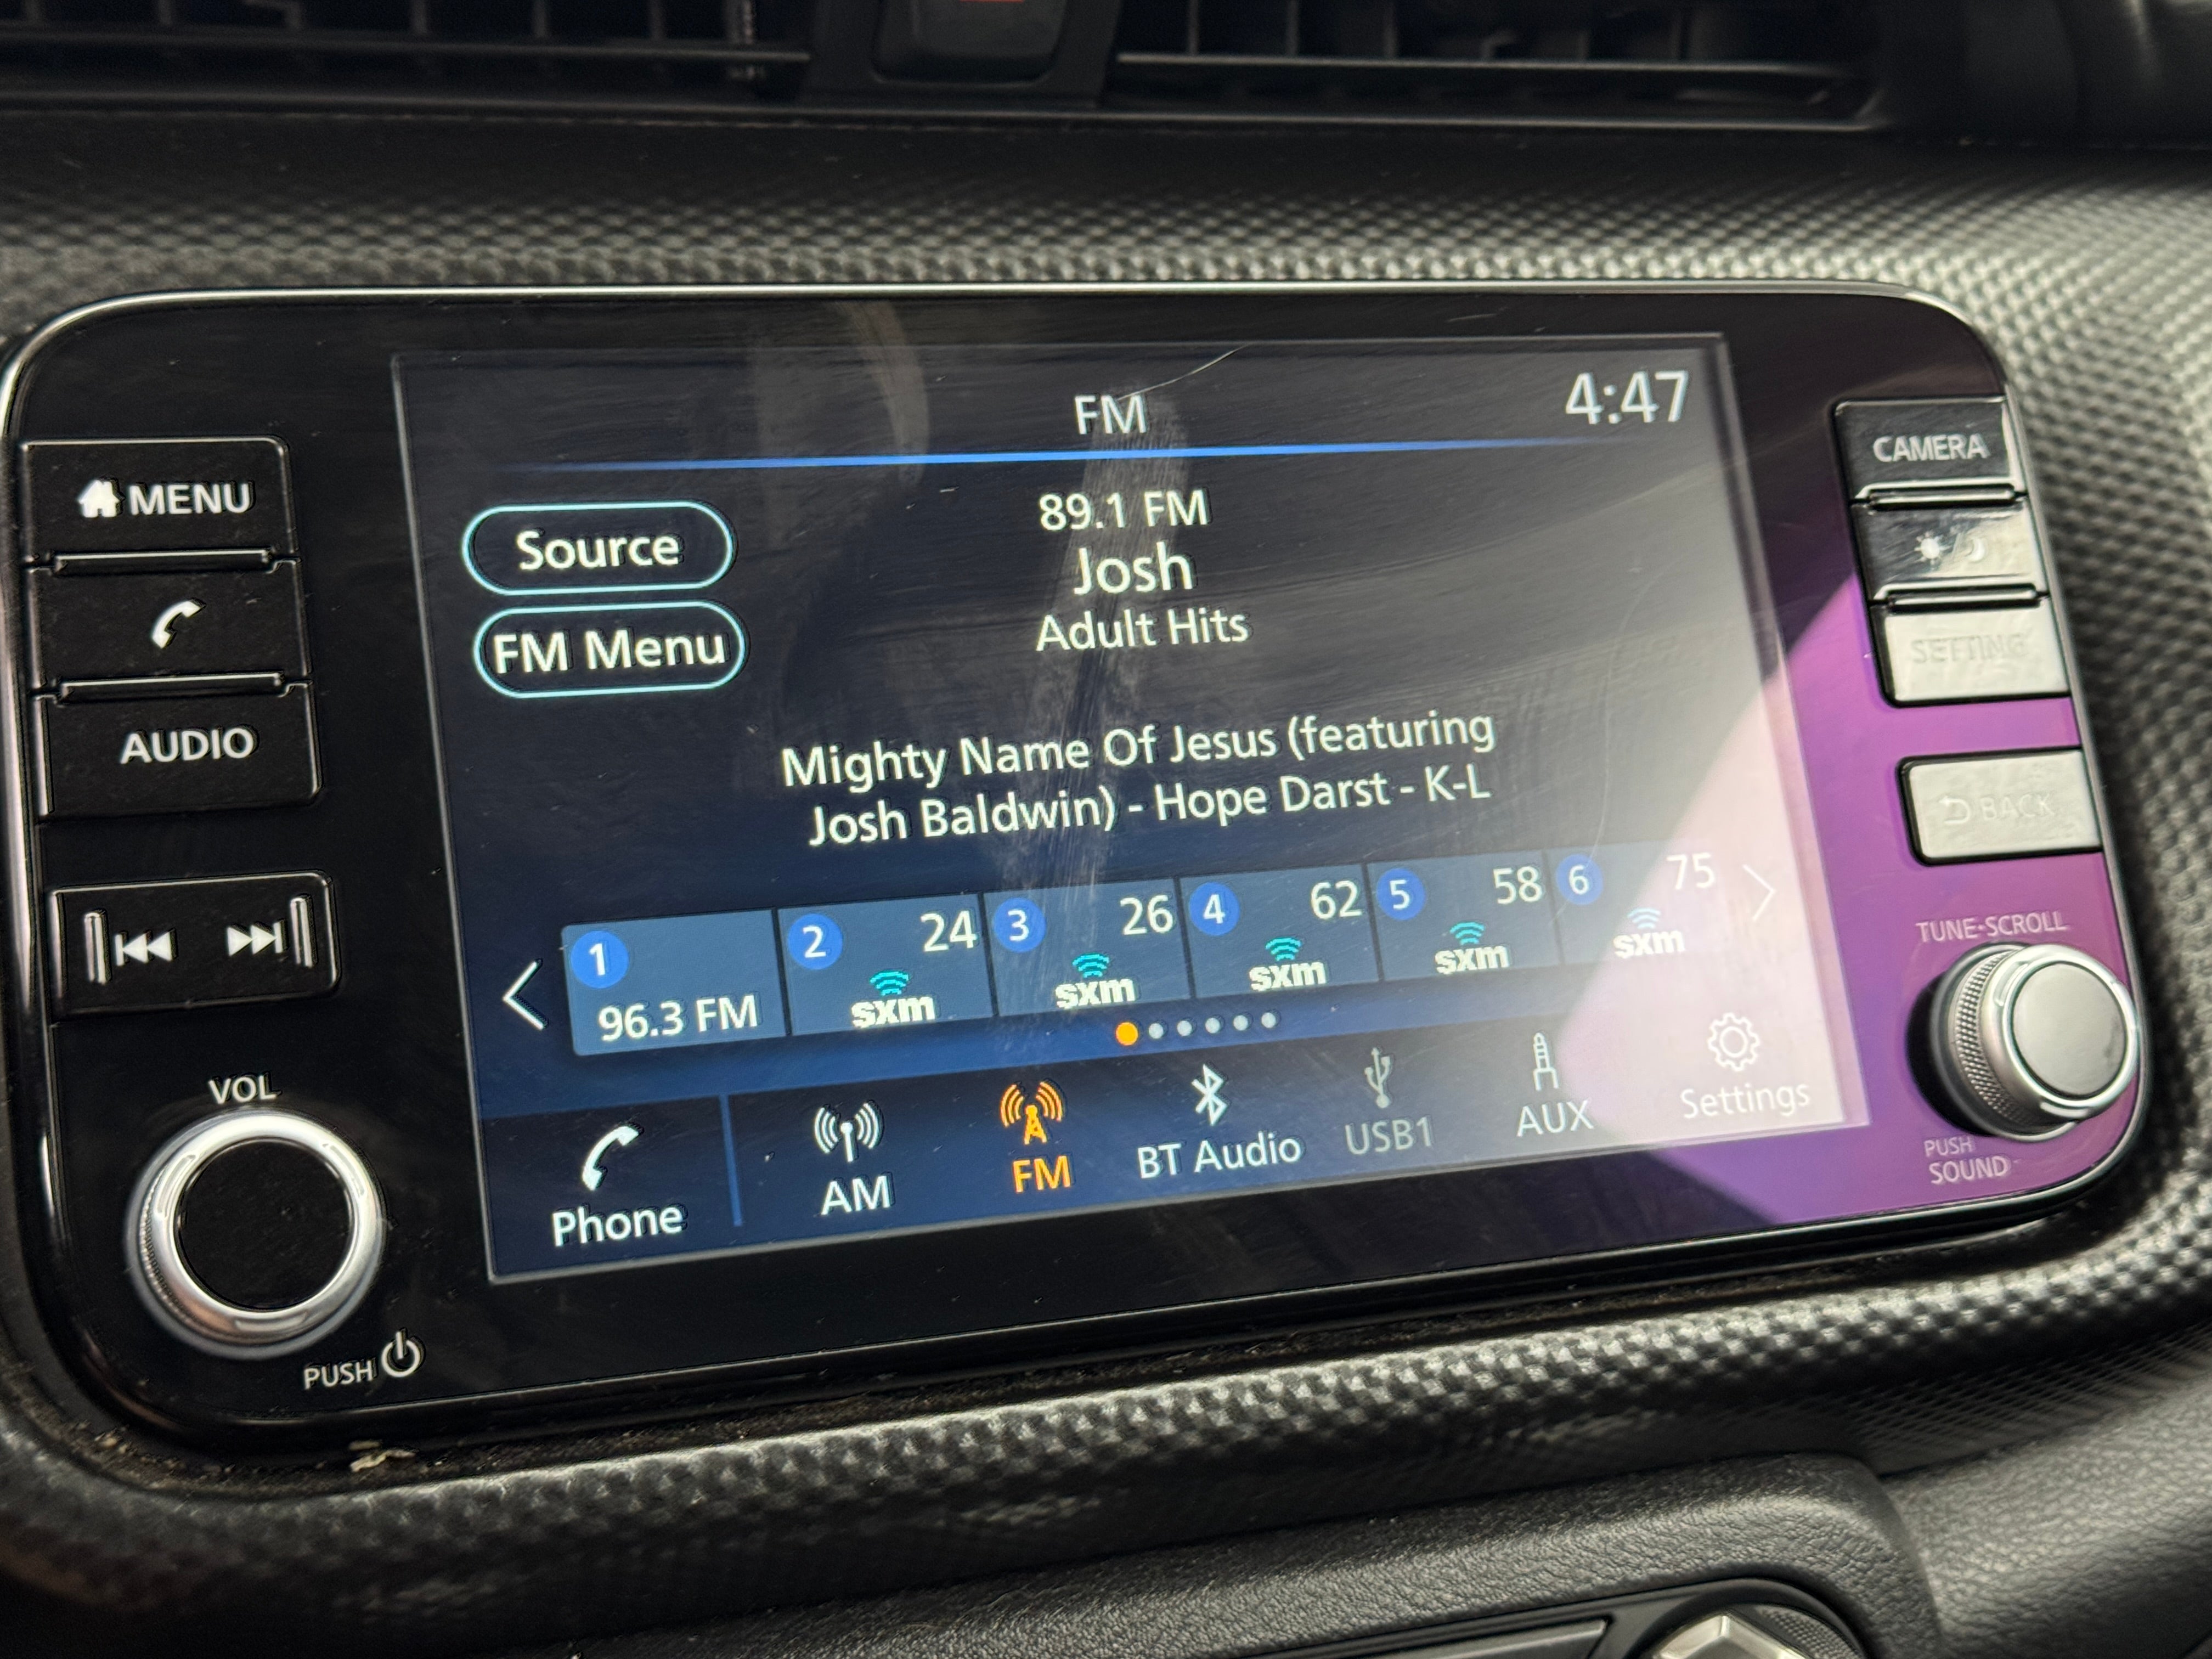 FM
4:47
MENU
AUDIO
VOL
PUSH
Source
FM Menu
89.1 FM
Josh
Adult Hits
Mighty Name Of Jesus (featuring
Josh Baldwin) - Hope Darst - K-L
1 96.3 FM
2 24 sxm
3 26 sxm
4 62 sxm
5 58 sxm
6 75 sxm
Phone
AM
FM
BT Audio
USB1
AUX
Settings
CAMERA
SETTING
BACK
TUNE·SCROLL
PUSH
SOUND